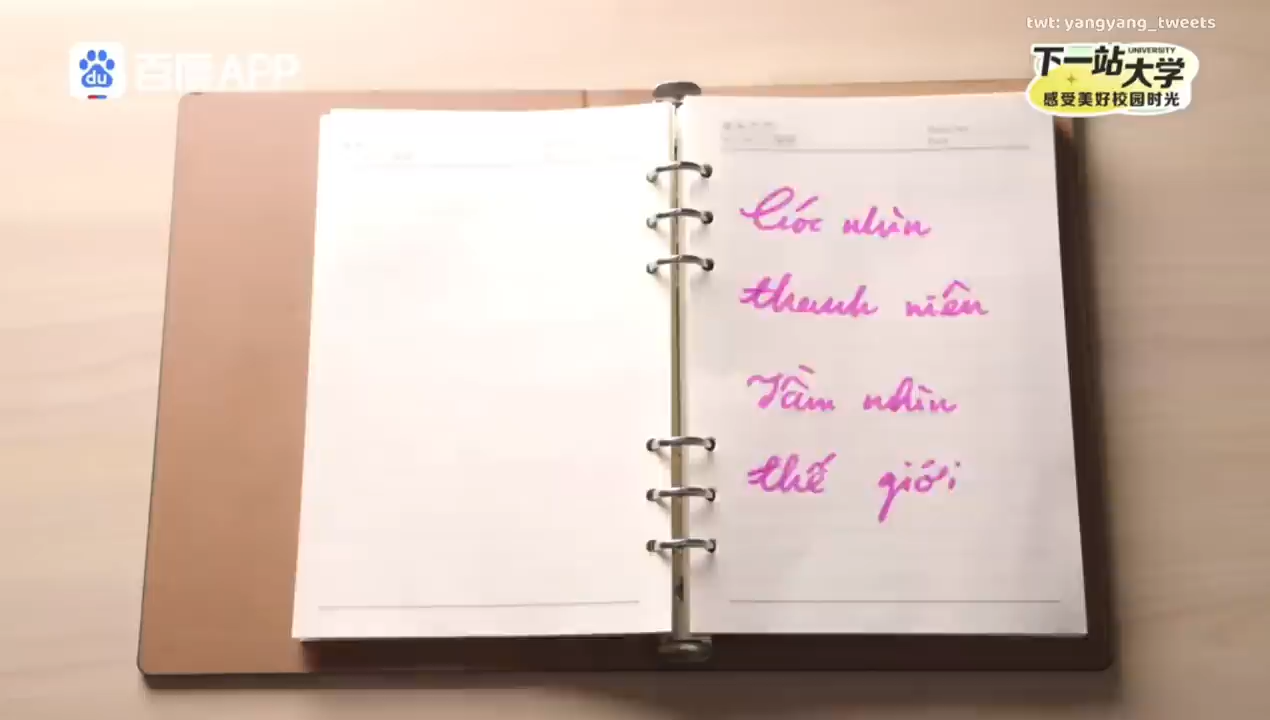 twt: yangyang_tweets
du 百度APP
下一站 UNIVERSITY 大学
感受美好校园时光
Góc nhìn
thanh niên
Tầm nhìn
thế giới